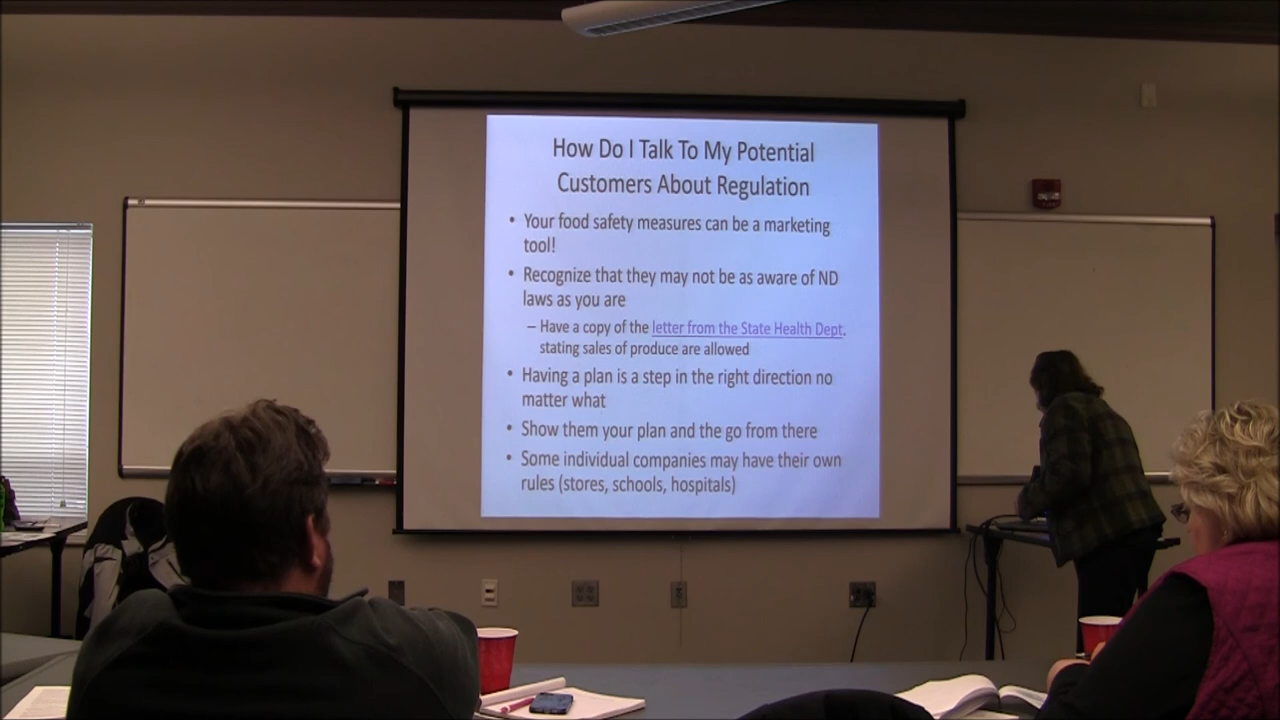 How Do I Talk To My Potential
Customers About Regulation
• Your food safety measures can be a marketing
tool!
• Recognize that they may not be as aware of ND
laws as you are
– Have a copy of the letter from the State Health Dept.
stating sales of produce are allowed
• Having a plan is a step in the right direction no
matter what
• Show them your plan and the go from there
• Some individual companies may have their own
rules (stores, schools, hospitals)